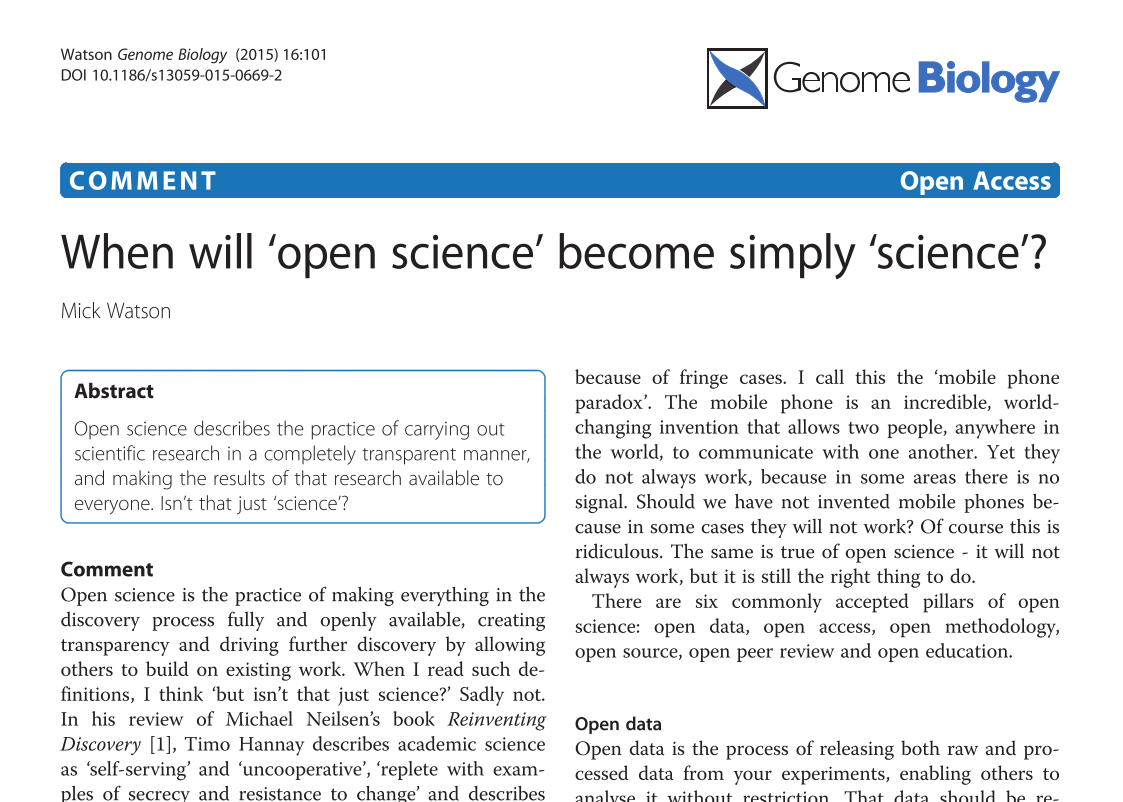 Watson Genome Biology (2015) 16:101
DOI 10.1186/s13059-015-0669-2
Genome Biology
COMMENT
Open Access
When will ‘open science’ become simply ‘science’?
Mick Watson
Abstract
Open science describes the practice of carrying out
scientific research in a completely transparent manner,
and making the results of that research available to
everyone. Isn’t that just ‘science’?
Comment
Open science is the practice of making everything in the
discovery process fully and openly available, creating
transparency and driving further discovery by allowing
others to build on existing work. When I read such de-
finitions, I think ‘but isn’t that just science?’ Sadly not.
In his review of Michael Neilsen’s book Reinventing
Discovery [1], Timo Hannay describes academic science
as ‘self-serving’ and ‘uncooperative’, ‘replete with exam-
ples of secrecy and resistance to change’ and describes
because of fringe cases. I call this the ‘mobile phone
paradox’. The mobile phone is an incredible, world-
changing invention that allows two people, anywhere in
the world, to communicate with one another. Yet they
do not always work, because in some areas there is no
signal. Should we have not invented mobile phones be-
cause in some cases they will not work? Of course this is
ridiculous. The same is true of open science - it will not
always work, but it is still the right thing to do.
There are six commonly accepted pillars of open
science: open data, open access, open methodology,
open source, open peer review and open education.
Open data
Open data is the process of releasing both raw and pro-
cessed data from your experiments, enabling others to
analyse it without restriction. That data should be re-